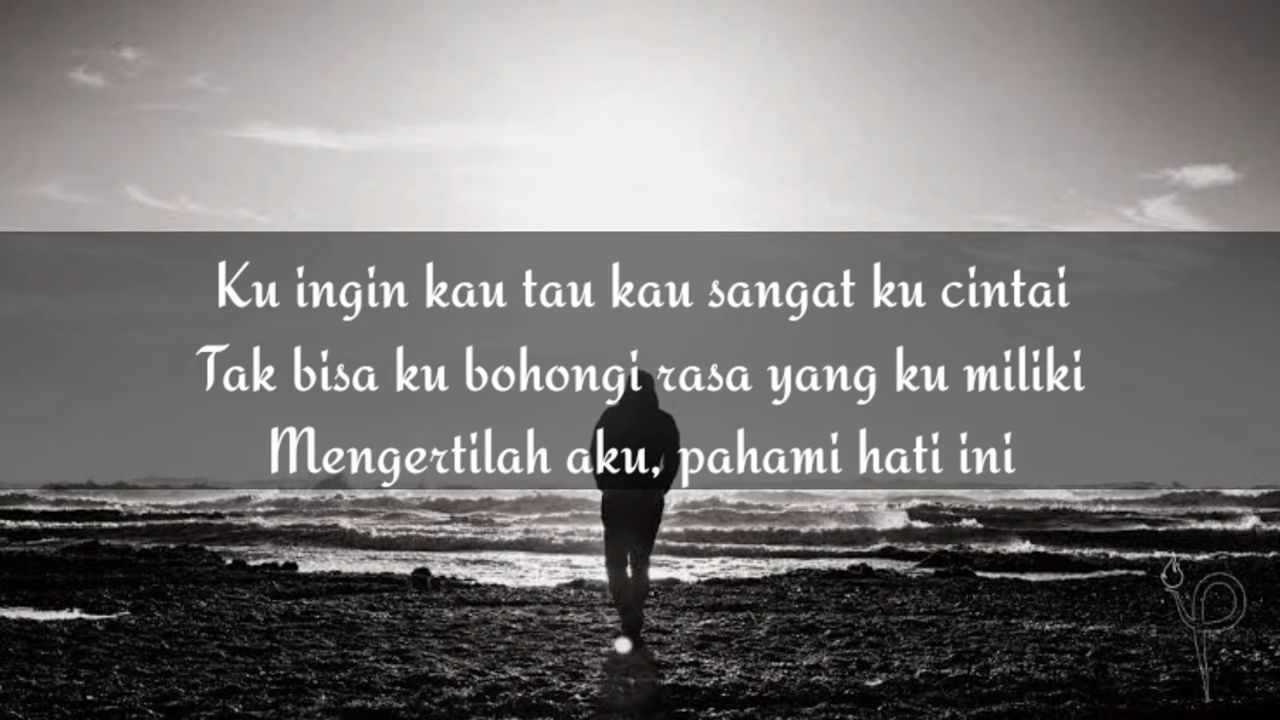 Ku ingin kau tau kau sangat ku cintai
Tak bisa ku bohongi rasa yang ku miliki
Mengertilah aku, pahami hati ini